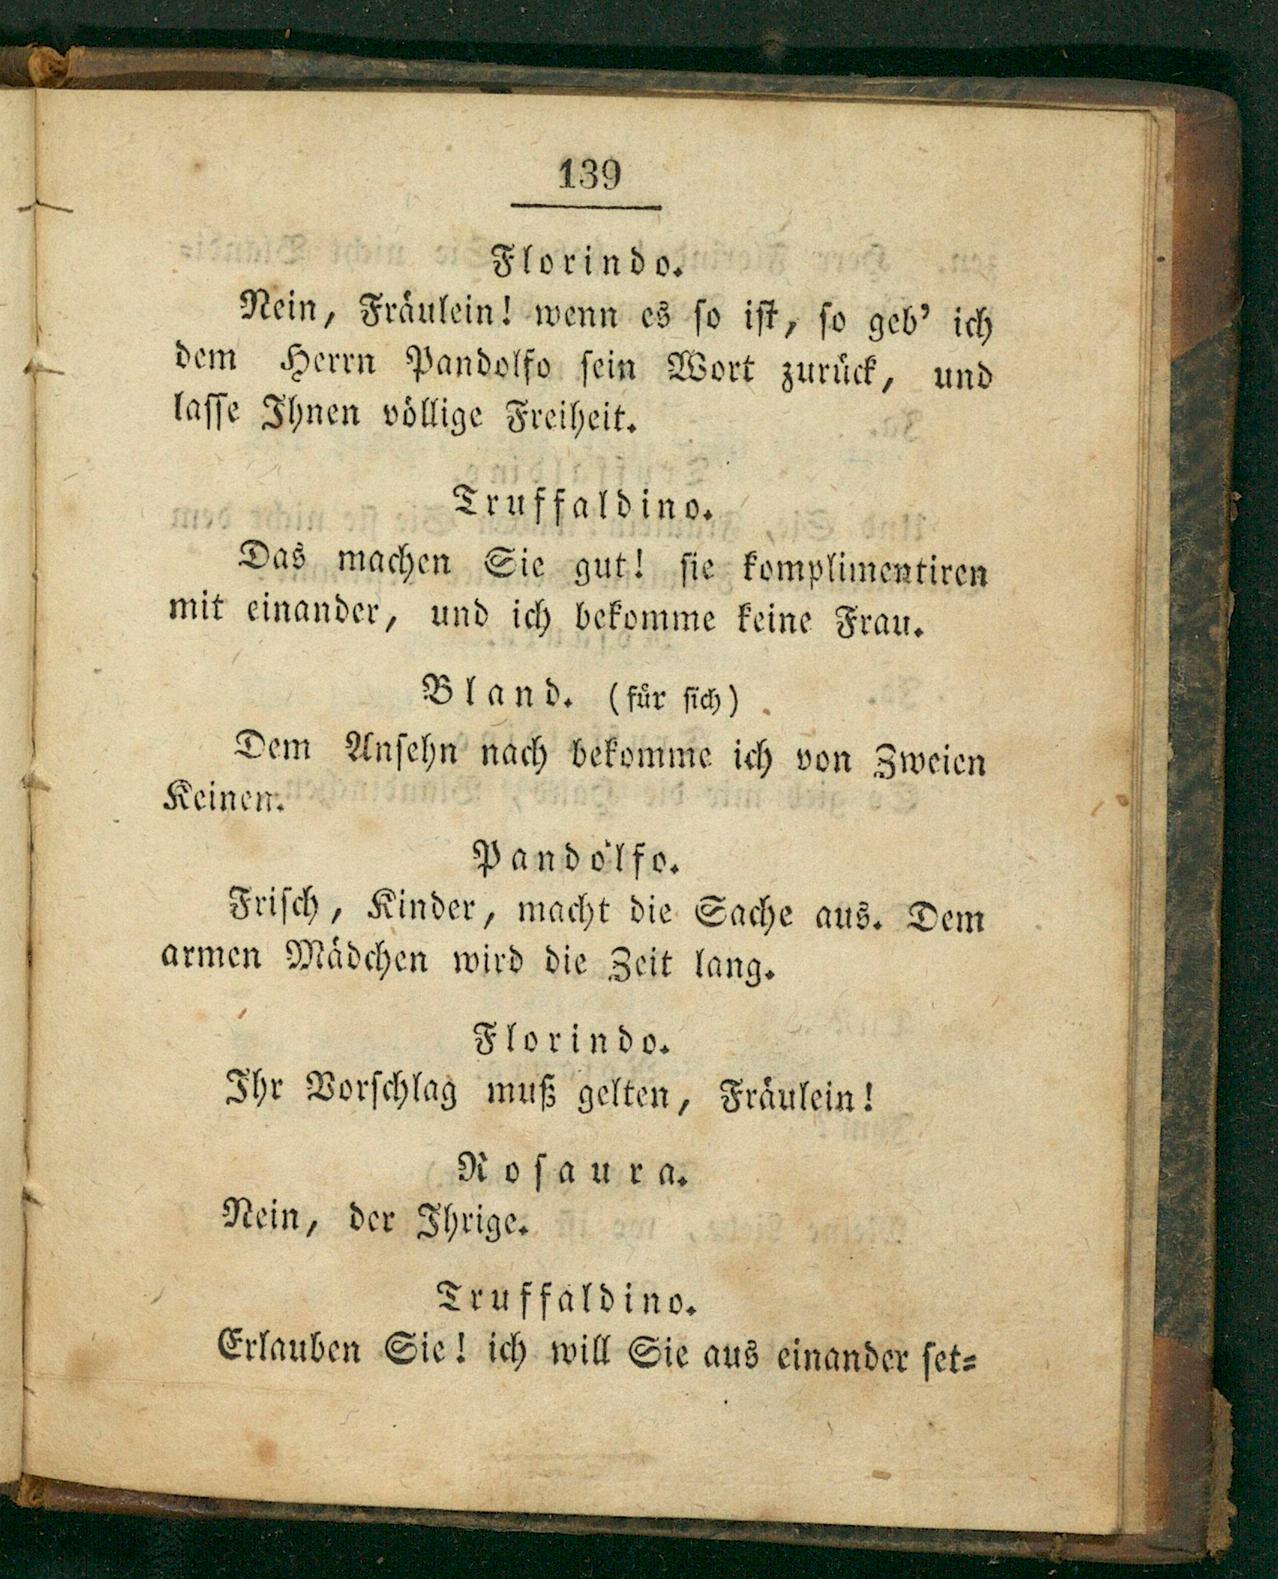 139
Florindo.
Nein, Fräulein! wenn es so ist, so geb' ich
dem Herrn Pandolfo sein Wort zurück, und
lasse Ihnen völlige Freiheit.
Truffaldino.
Das machen Sie gut! sie komplimentiren
mit einander, und ich bekomme keine Frau.
Bland. (für sich)
Dem Ansehn nach bekomme ich von Zweien
Keinen.
Pandolfo.
Frisch, Kinder, macht die Sache aus. Dem
armen Mädchen wird die Zeit lang.
Florindo.
Ihr Vorschlag muß gelten, Fräulein!
Rosaura.
Nein, der Ihrige.
Truffaldino.
Erlauben Sie! ich will Sie aus einander set-